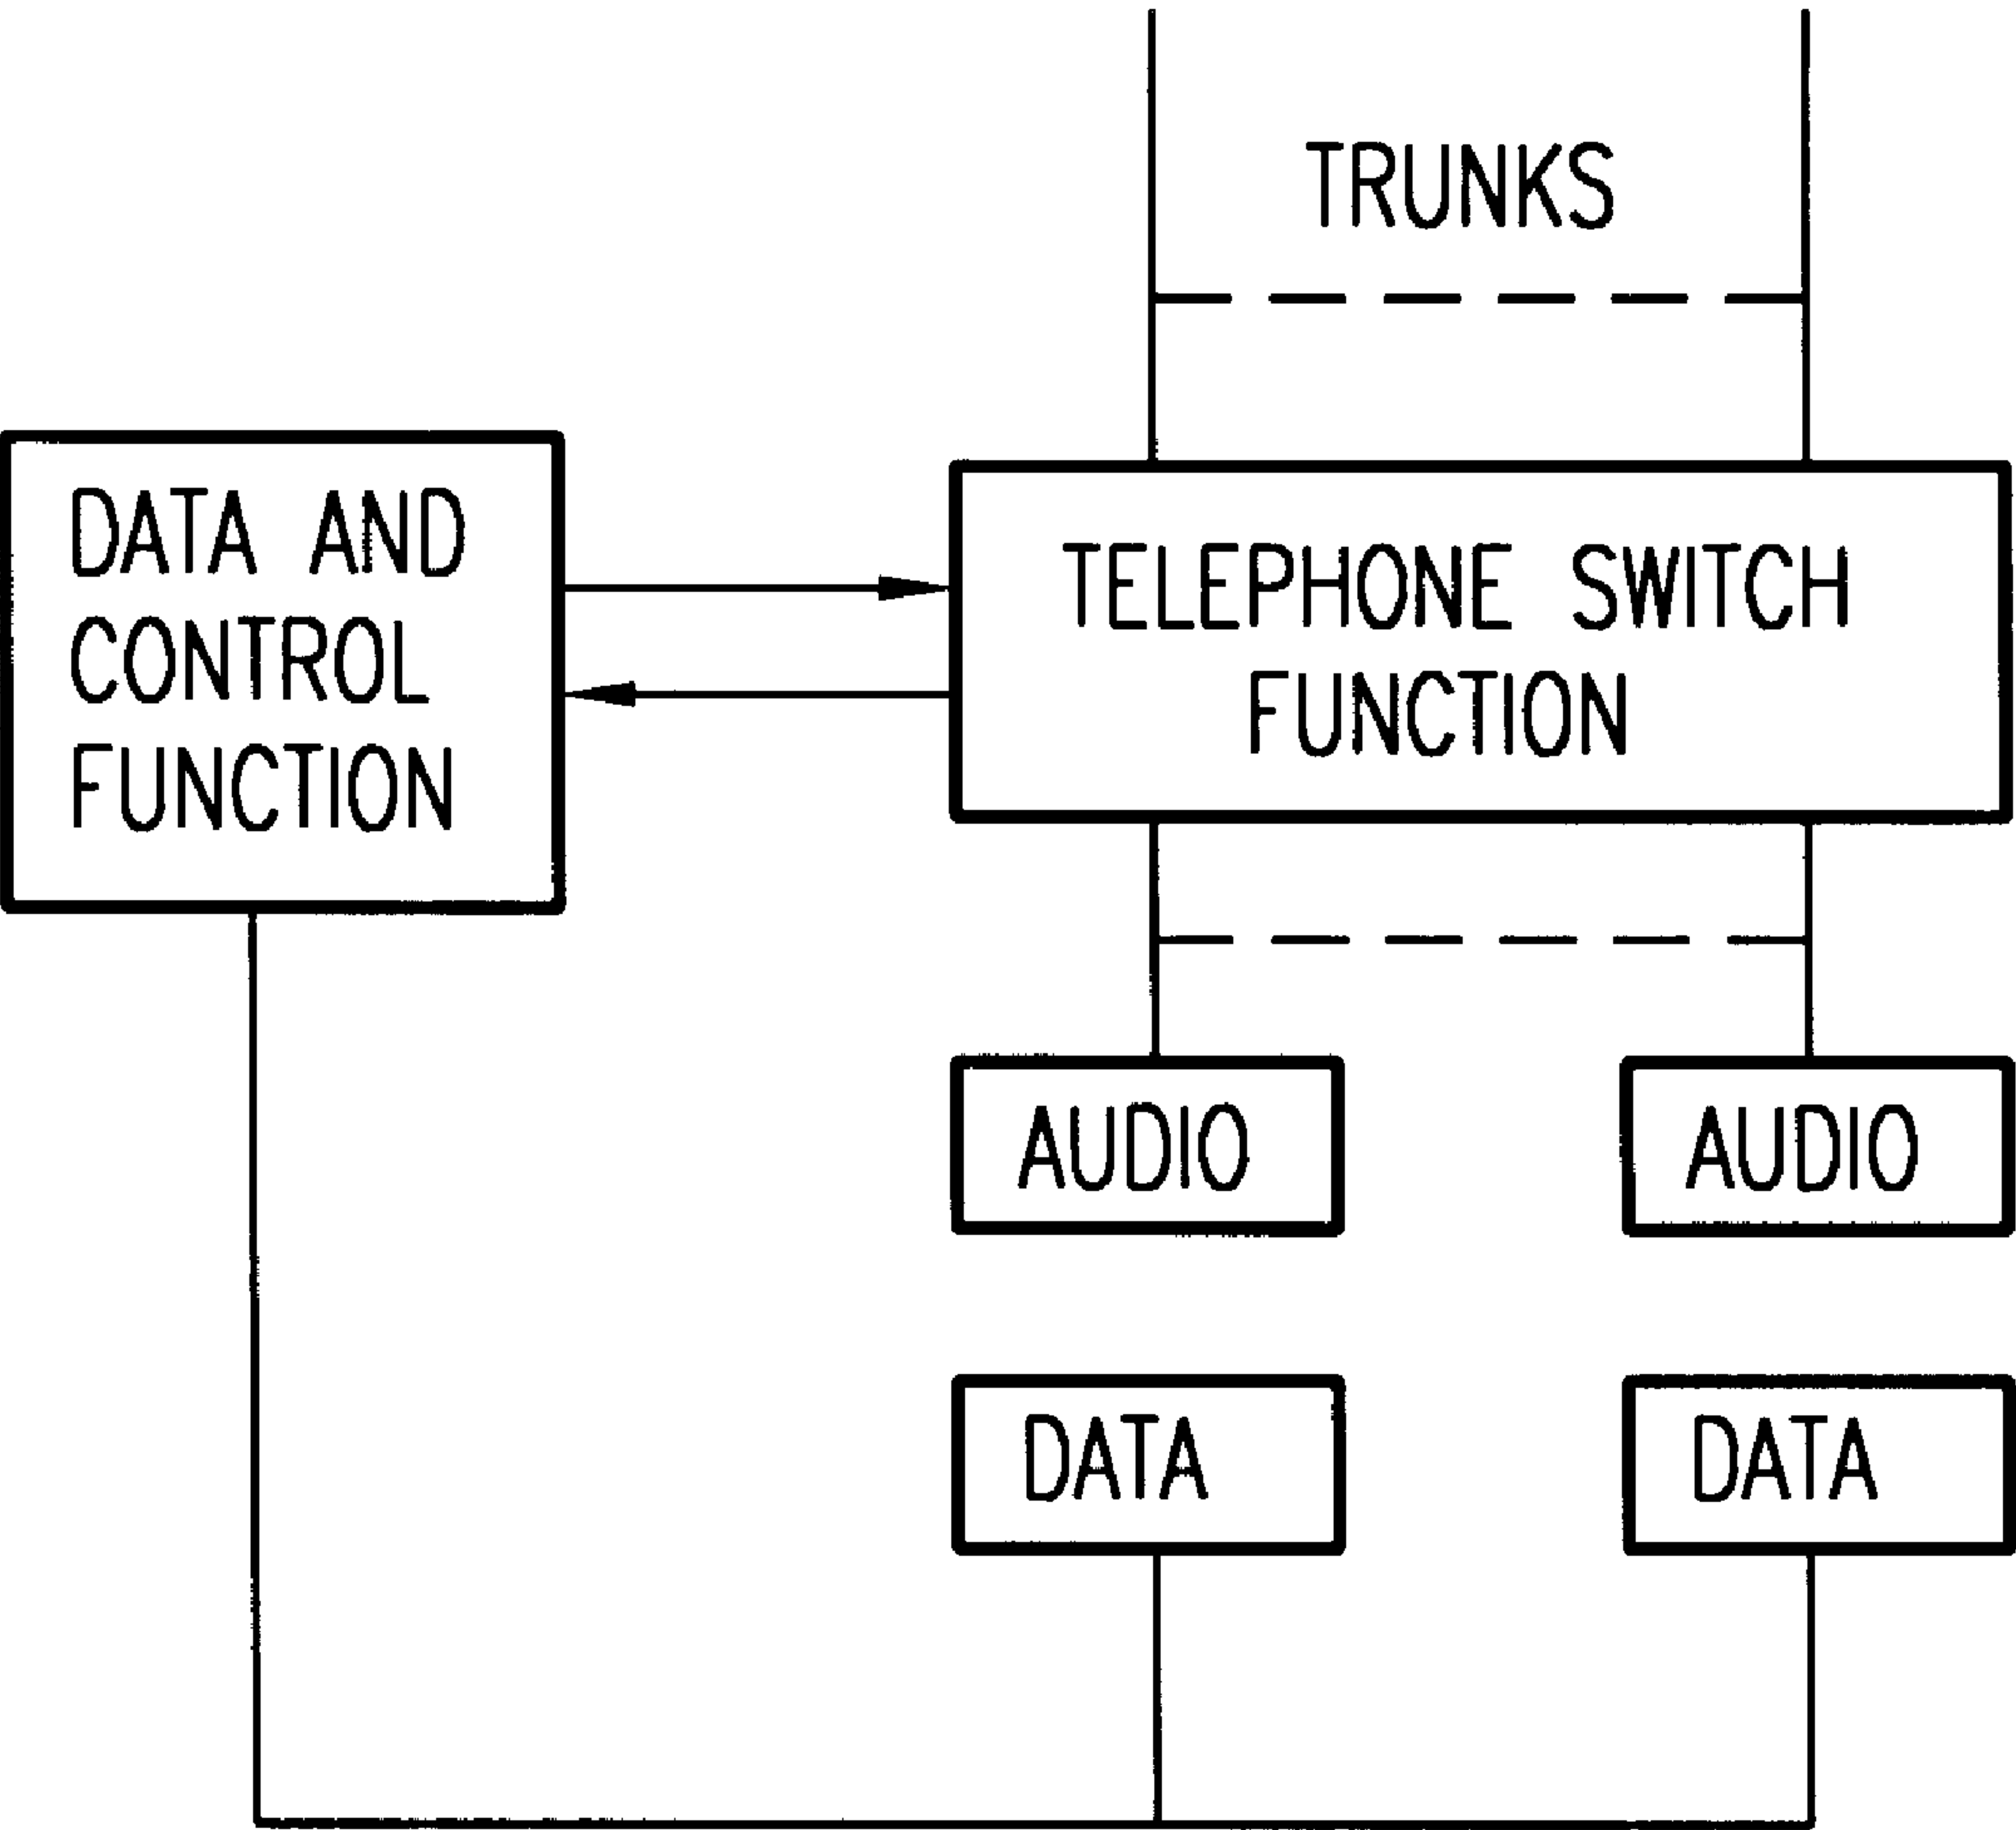 TRUNKS
DATA AND
CONTROL
FUNCTION
TELEPHONE SWITCH
FUNCTION
AUDIO
AUDIO
DATA
DATA